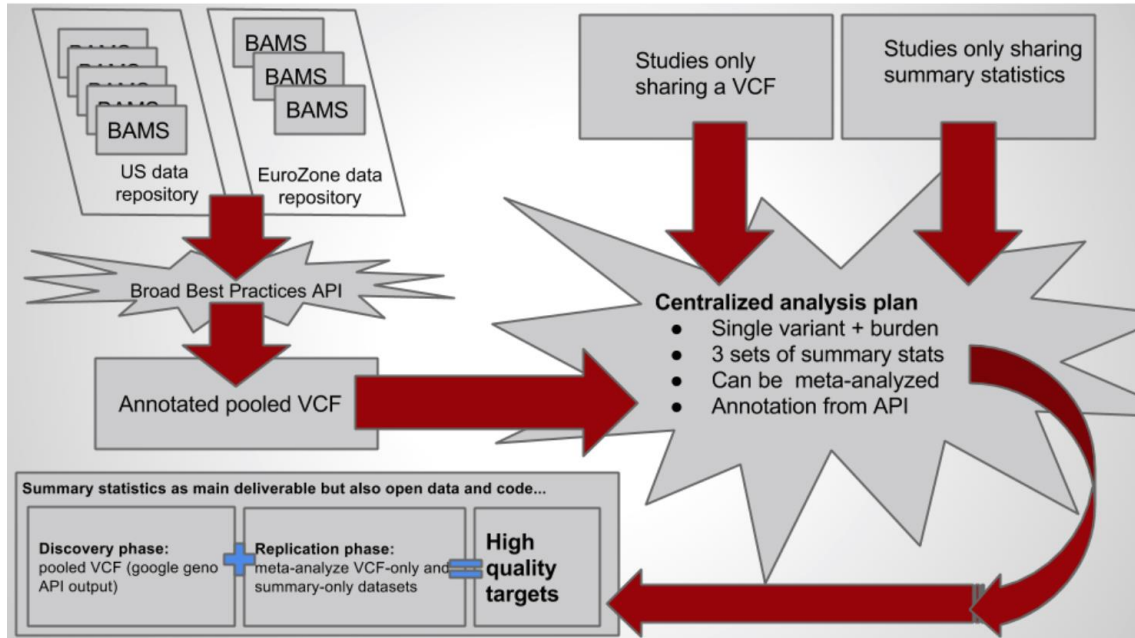 BAMS
BAMS
BAMS
BAMS
US data
repository
BAMS
BAMS
BAMS
EuroZone data
repository
Studies only
sharing a VCF
Studies only sharing
summary statistics
Broad Best Practices API
Annotated pooled VCF
Centralized analysis plan
● Single variant + burden
● 3 sets of summary stats
● Can be  meta-analyzed
● Annotation from API
Summary statistics as main deliverable but also open data and code...
Discovery phase:
pooled VCF (google geno
API output)
Replication phase:
meta-analyze VCF-only and
summary-only datasets
High
quality
targets